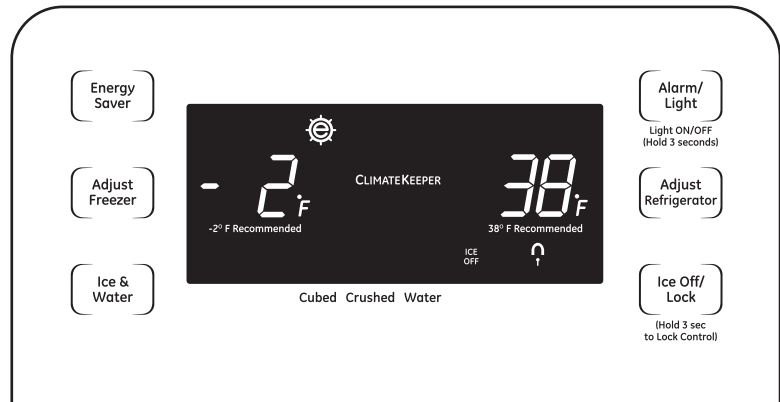 Energy
Saver
Adjust
Freezer
Ice &
Water
e
CLIMATEKEEPER
- 2°F
-2° F Recommended
38°F
38° F Recommended
ICE
OFF
Cubed Crushed Water
Alarm/
Light
Light ON/OFF
(Hold 3 seconds)
Adjust
Refrigerator
Ice Off/
Lock
(Hold 3 sec
to Lock Control)